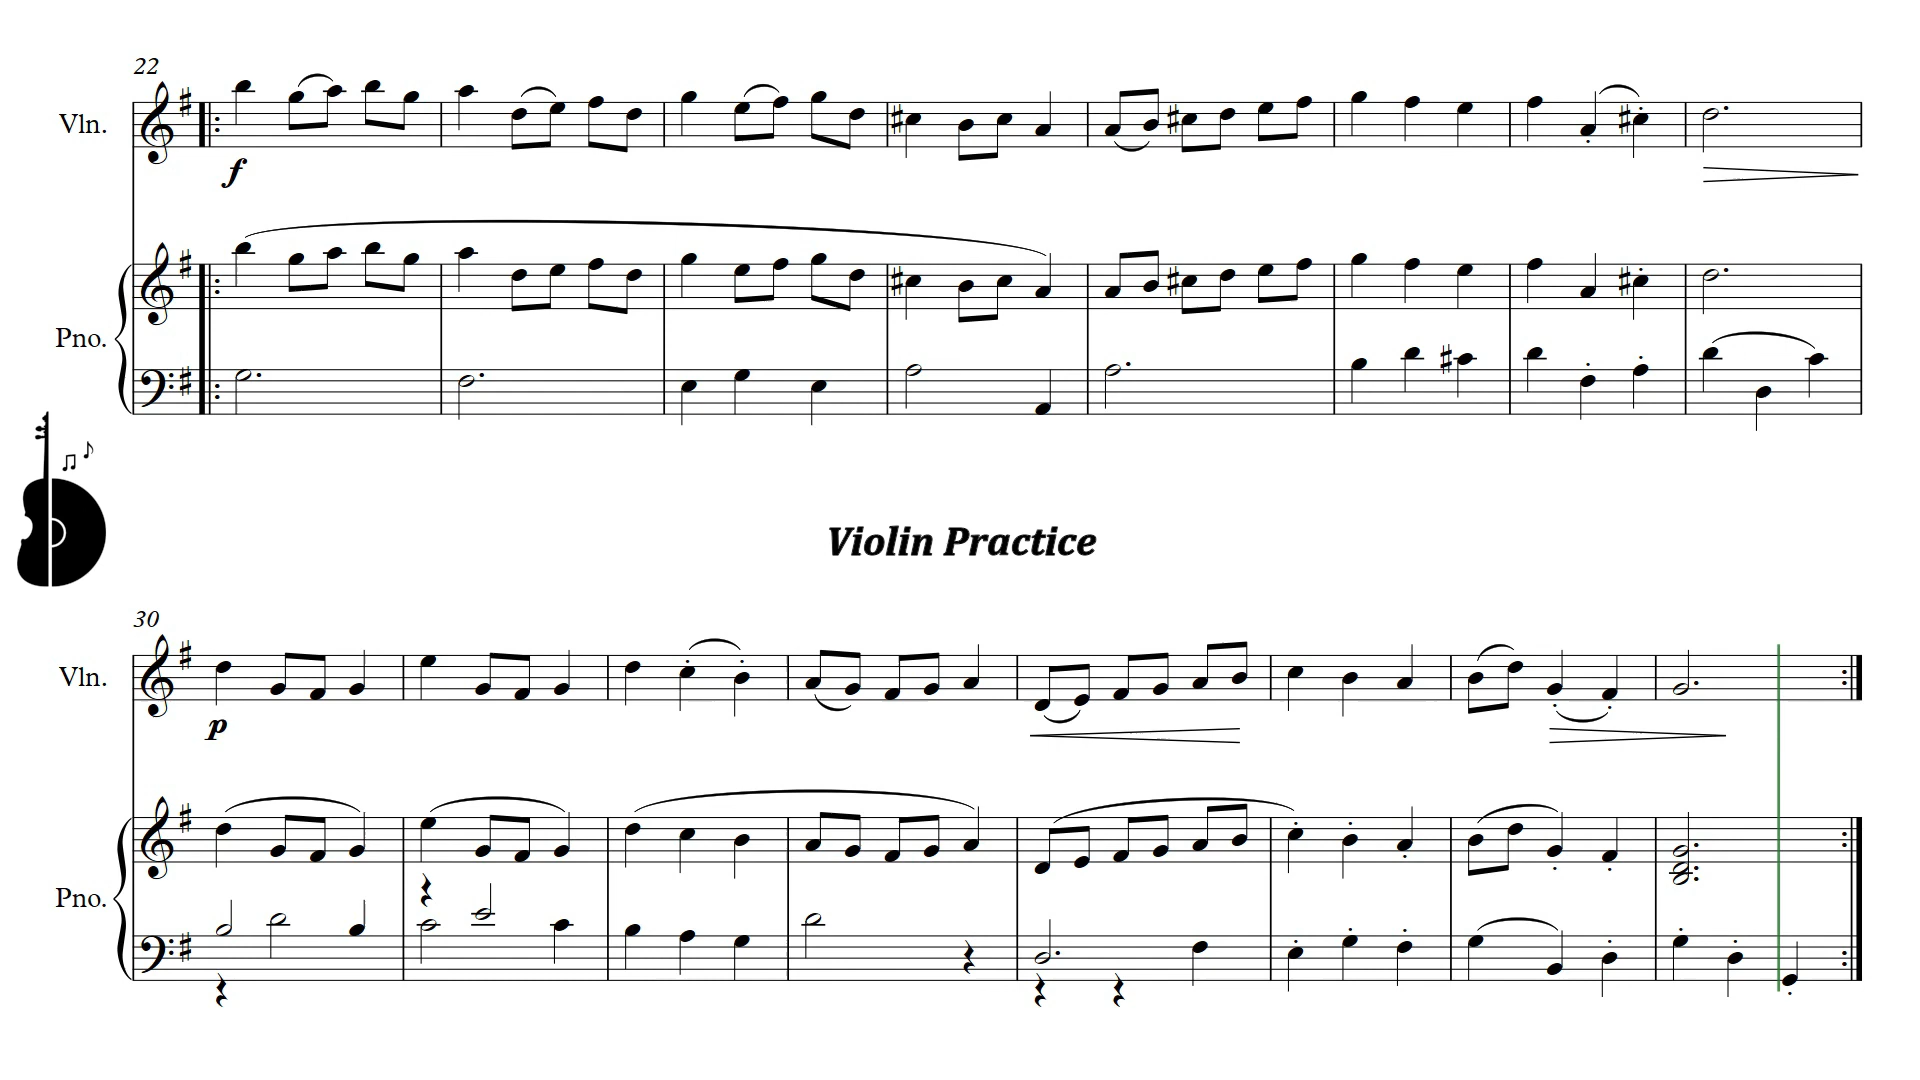 22
Vln.
f
Pno.
Violin Practice
30
Vln.
p
Pno.